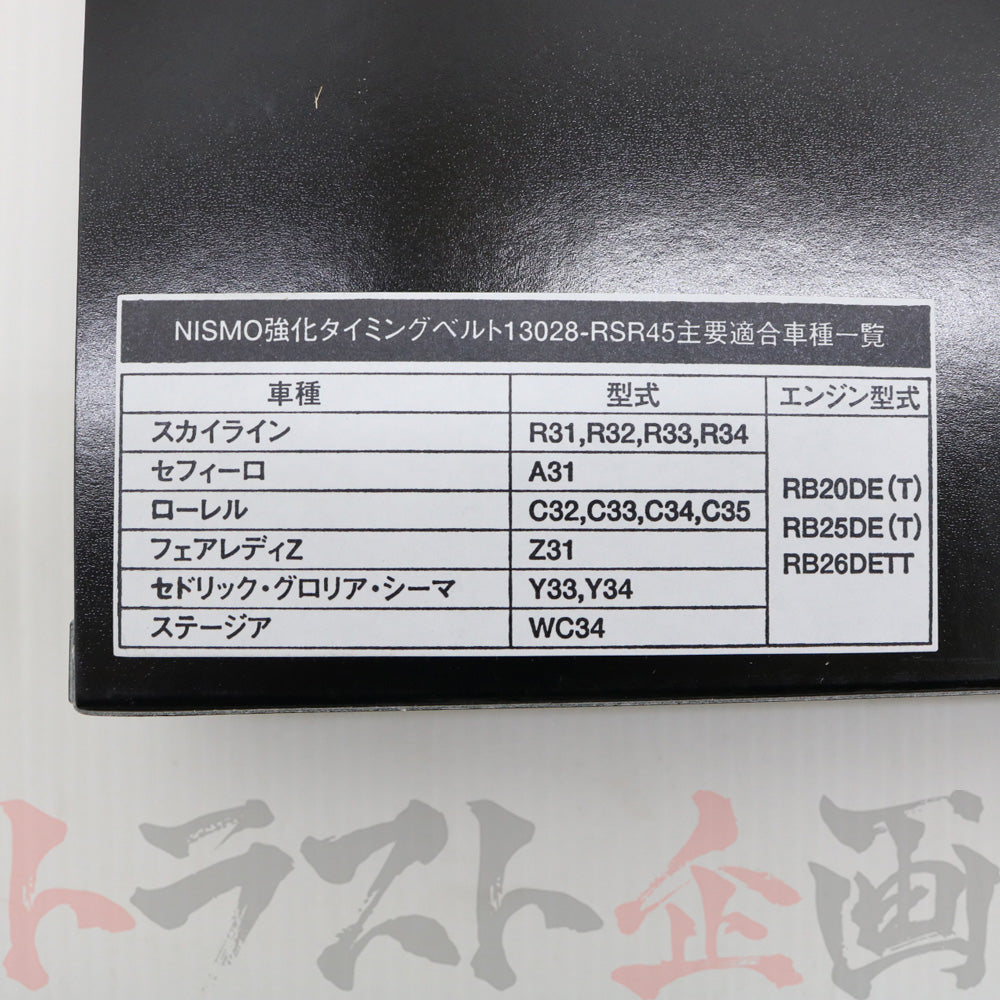 NISMO強化タイミングベルト13028-RSR45主要適合車種一覧
車種 型式 エンジン型式
スカイライン R31,R32,R33,R34
セフィーロ A31
ローレル C32,C33,C34,C35
フェアレディZ Z31
セドリック・グロリア・シーマ Y33,Y34
ステージア WC34
RB20DE(T)
RB25DE(T)
RB26DETT
トラスト企画